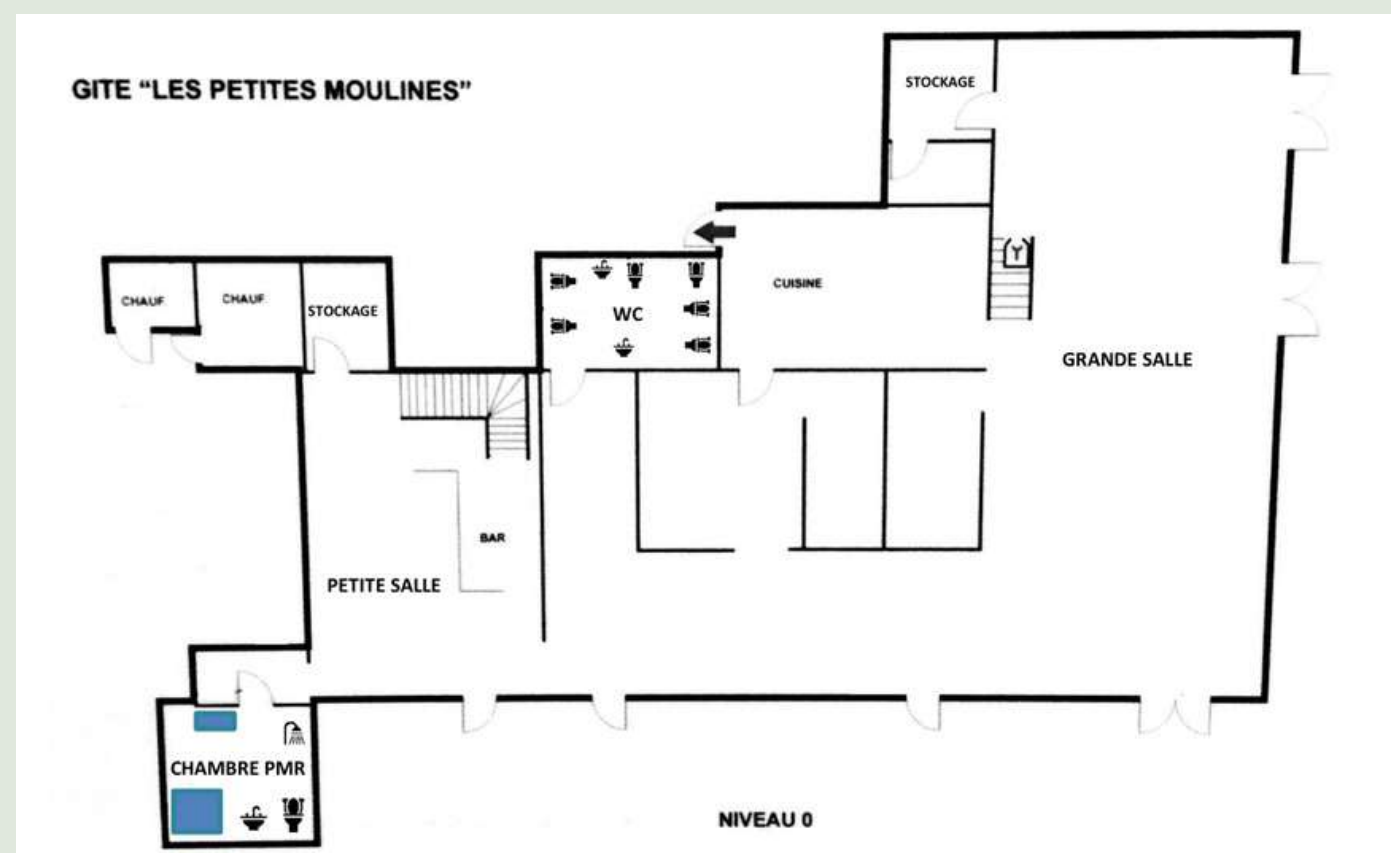 GITE "LES PETITES MOULINES"
STOCKAGE
CHAUF
CHAUF
STOCKAGE
WC
CUISINE
GRANDE SALLE
BAR
PETITE SALLE
CHAMBRE PMR
NIVEAU 0